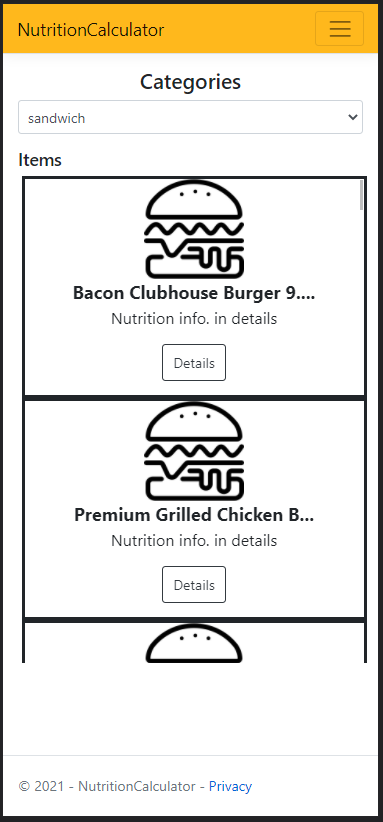 NutritionCalculator
Categories
sandwich
Items
Bacon Clubhouse Burger 9....
Nutrition info. in details
Details
Premium Grilled Chicken B...
Nutrition info. in details
Details
© 2021 - NutritionCalculator - Privacy